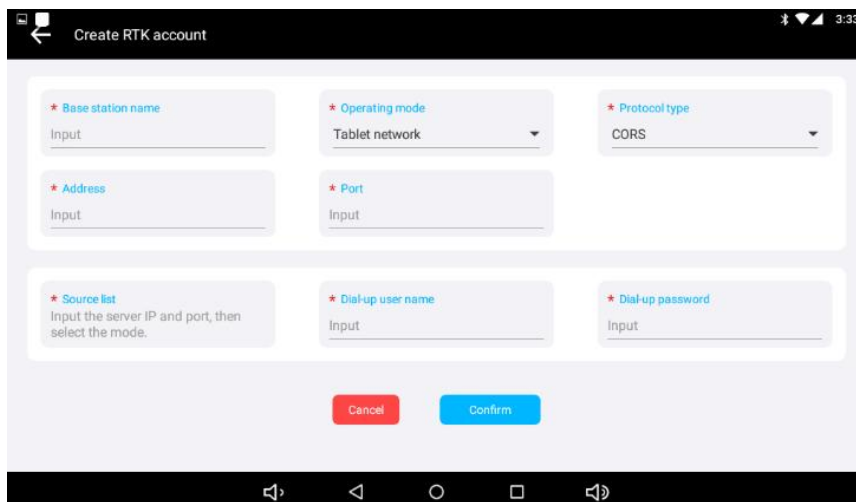 3:33
Create RTK account
* Base station name
Input
* Operating mode
Tablet network
* Protocol type
CORS
* Address
Input
* Port
Input
* Source list
Input the server IP and port, then
select the mode.
* Dial-up user name
Input
* Dial-up password
Input
Cancel
Confirm